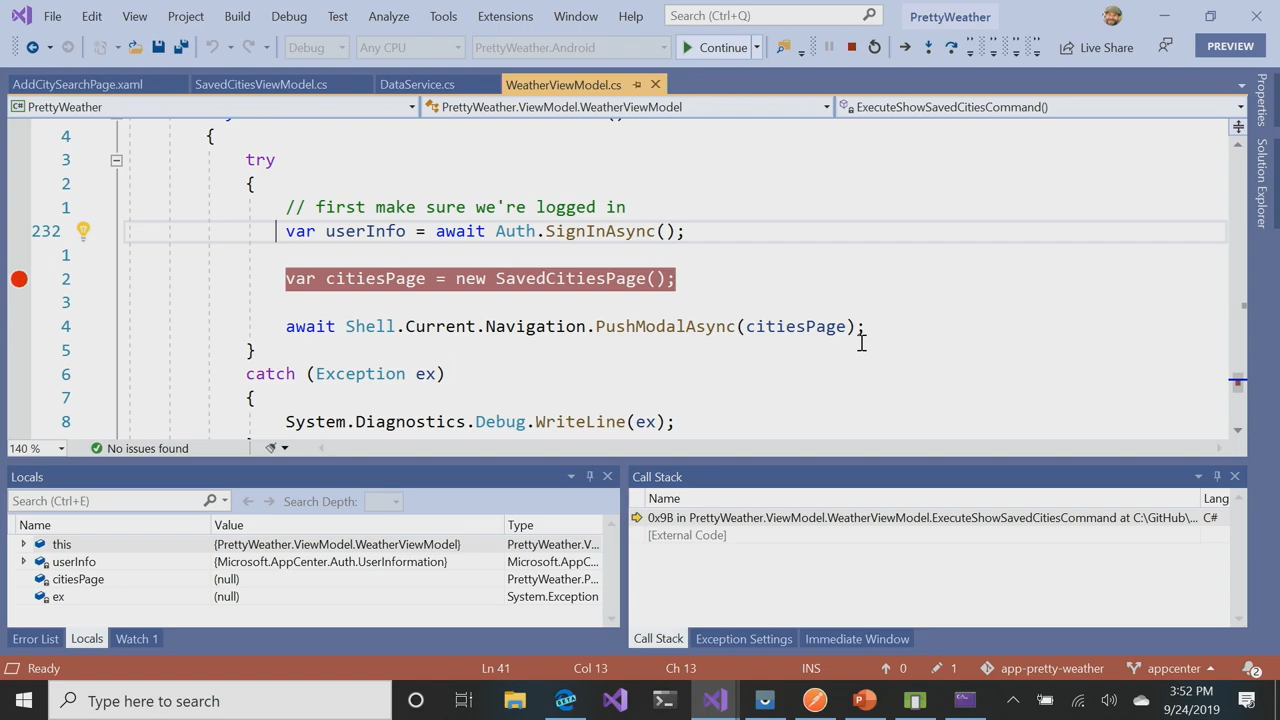 File Edit View Project Build Debug Test Analyze Tools Extensions Window Help Search (Ctrl+Q) PrettyWeather
Debug Any CPU PrettyWeather.Android Continue Live Share PREVIEW
AddCitySearchPage.xaml SavedCitiesViewModel.cs DataService.cs WeatherViewModel.cs
PrettyWeather PrettyWeather.ViewModel.WeatherViewModel ExecuteShowSavedCitiesCommand()
4 {
3 try
2 {
1 // first make sure we're logged in
232 var userInfo = await Auth.SignInAsync();
1
2 var citiesPage = new SavedCitiesPage();
3
4 await Shell.Current.Navigation.PushModalAsync(citiesPage);
5 }
6 catch (Exception ex)
7 {
8 System.Diagnostics.Debug.WriteLine(ex);
Properties
Solution Explorer
140 % No issues found
Locals
Search (Ctrl+E) Search Depth:
Name Value Type
this {PrettyWeather.ViewModel.WeatherViewModel} PrettyWeather.V...
userInfo {Microsoft.AppCenter.Auth.UserInformation} Microsoft.AppC...
citiesPage (null) PrettyWeather.P...
ex (null) System.Exception
Error List Locals Watch 1
Call Stack
Name Lang
0x9B in PrettyWeather.ViewModel.WeatherViewModel.ExecuteShowSavedCitiesCommand at C:\GitHub\... C#
[External Code]
Call Stack Exception Settings Immediate Window
Ready Ln 41 Col 13 Ch 13 INS 0 1 app-pretty-weather appcenter 2
Type here to search 3:52 PM
9/24/2019